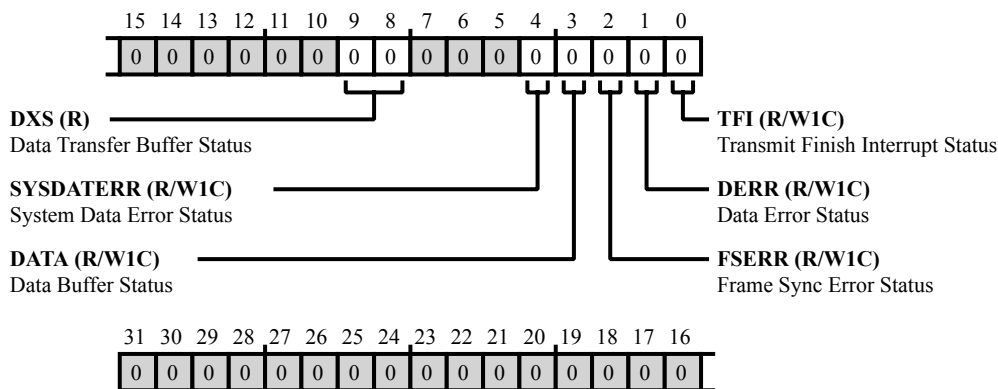 15 14 13 12 11 10 9 8 7 6 5 4 3 2 1 0
0 0 0 0 0 0 0 0 0 0 0 0 0 0 0 0
DXS (R)
Data Transfer Buffer Status
TFI (R/W1C)
Transmit Finish Interrupt Status
SYSDATERR (R/W1C)
System Data Error Status
DERR (R/W1C)
Data Error Status
DATA (R/W1C)
Data Buffer Status
FSERR (R/W1C)
Frame Sync Error Status
31 30 29 28 27 26 25 24 23 22 21 20 19 18 17 16
0 0 0 0 0 0 0 0 0 0 0 0 0 0 0 0